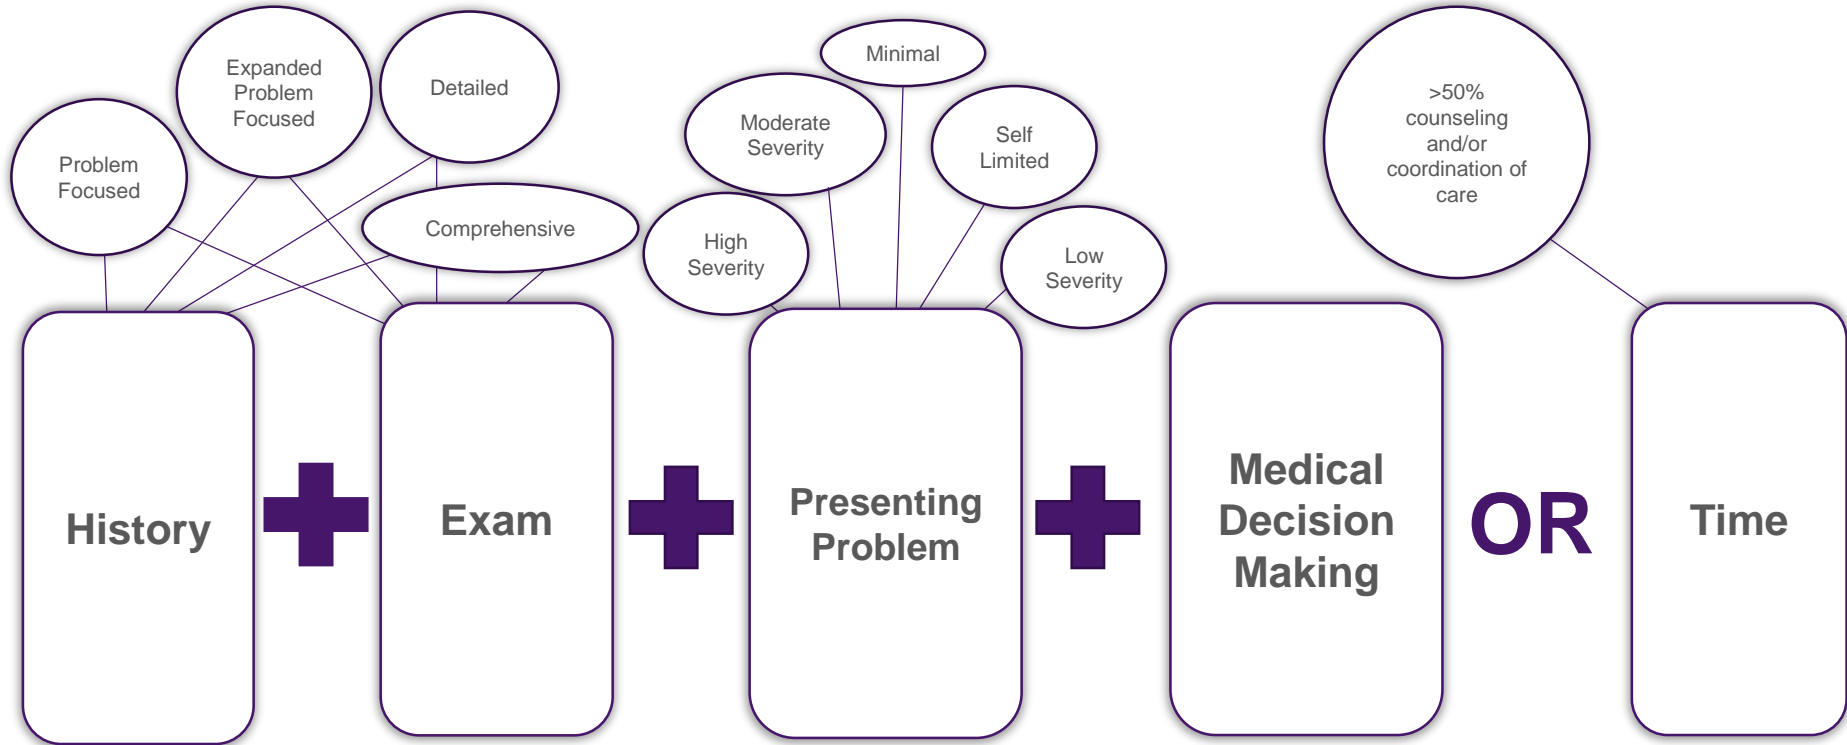 Problem
Focused
Expanded
Problem
Focused
Detailed
Comprehensive
High
Severity
Moderate
Severity
Minimal
Self
Limited
Low
Severity
>50%
counseling
and/or
coordination of
care
History
Exam
Presenting
Problem
Medical
Decision
Making
OR
Time